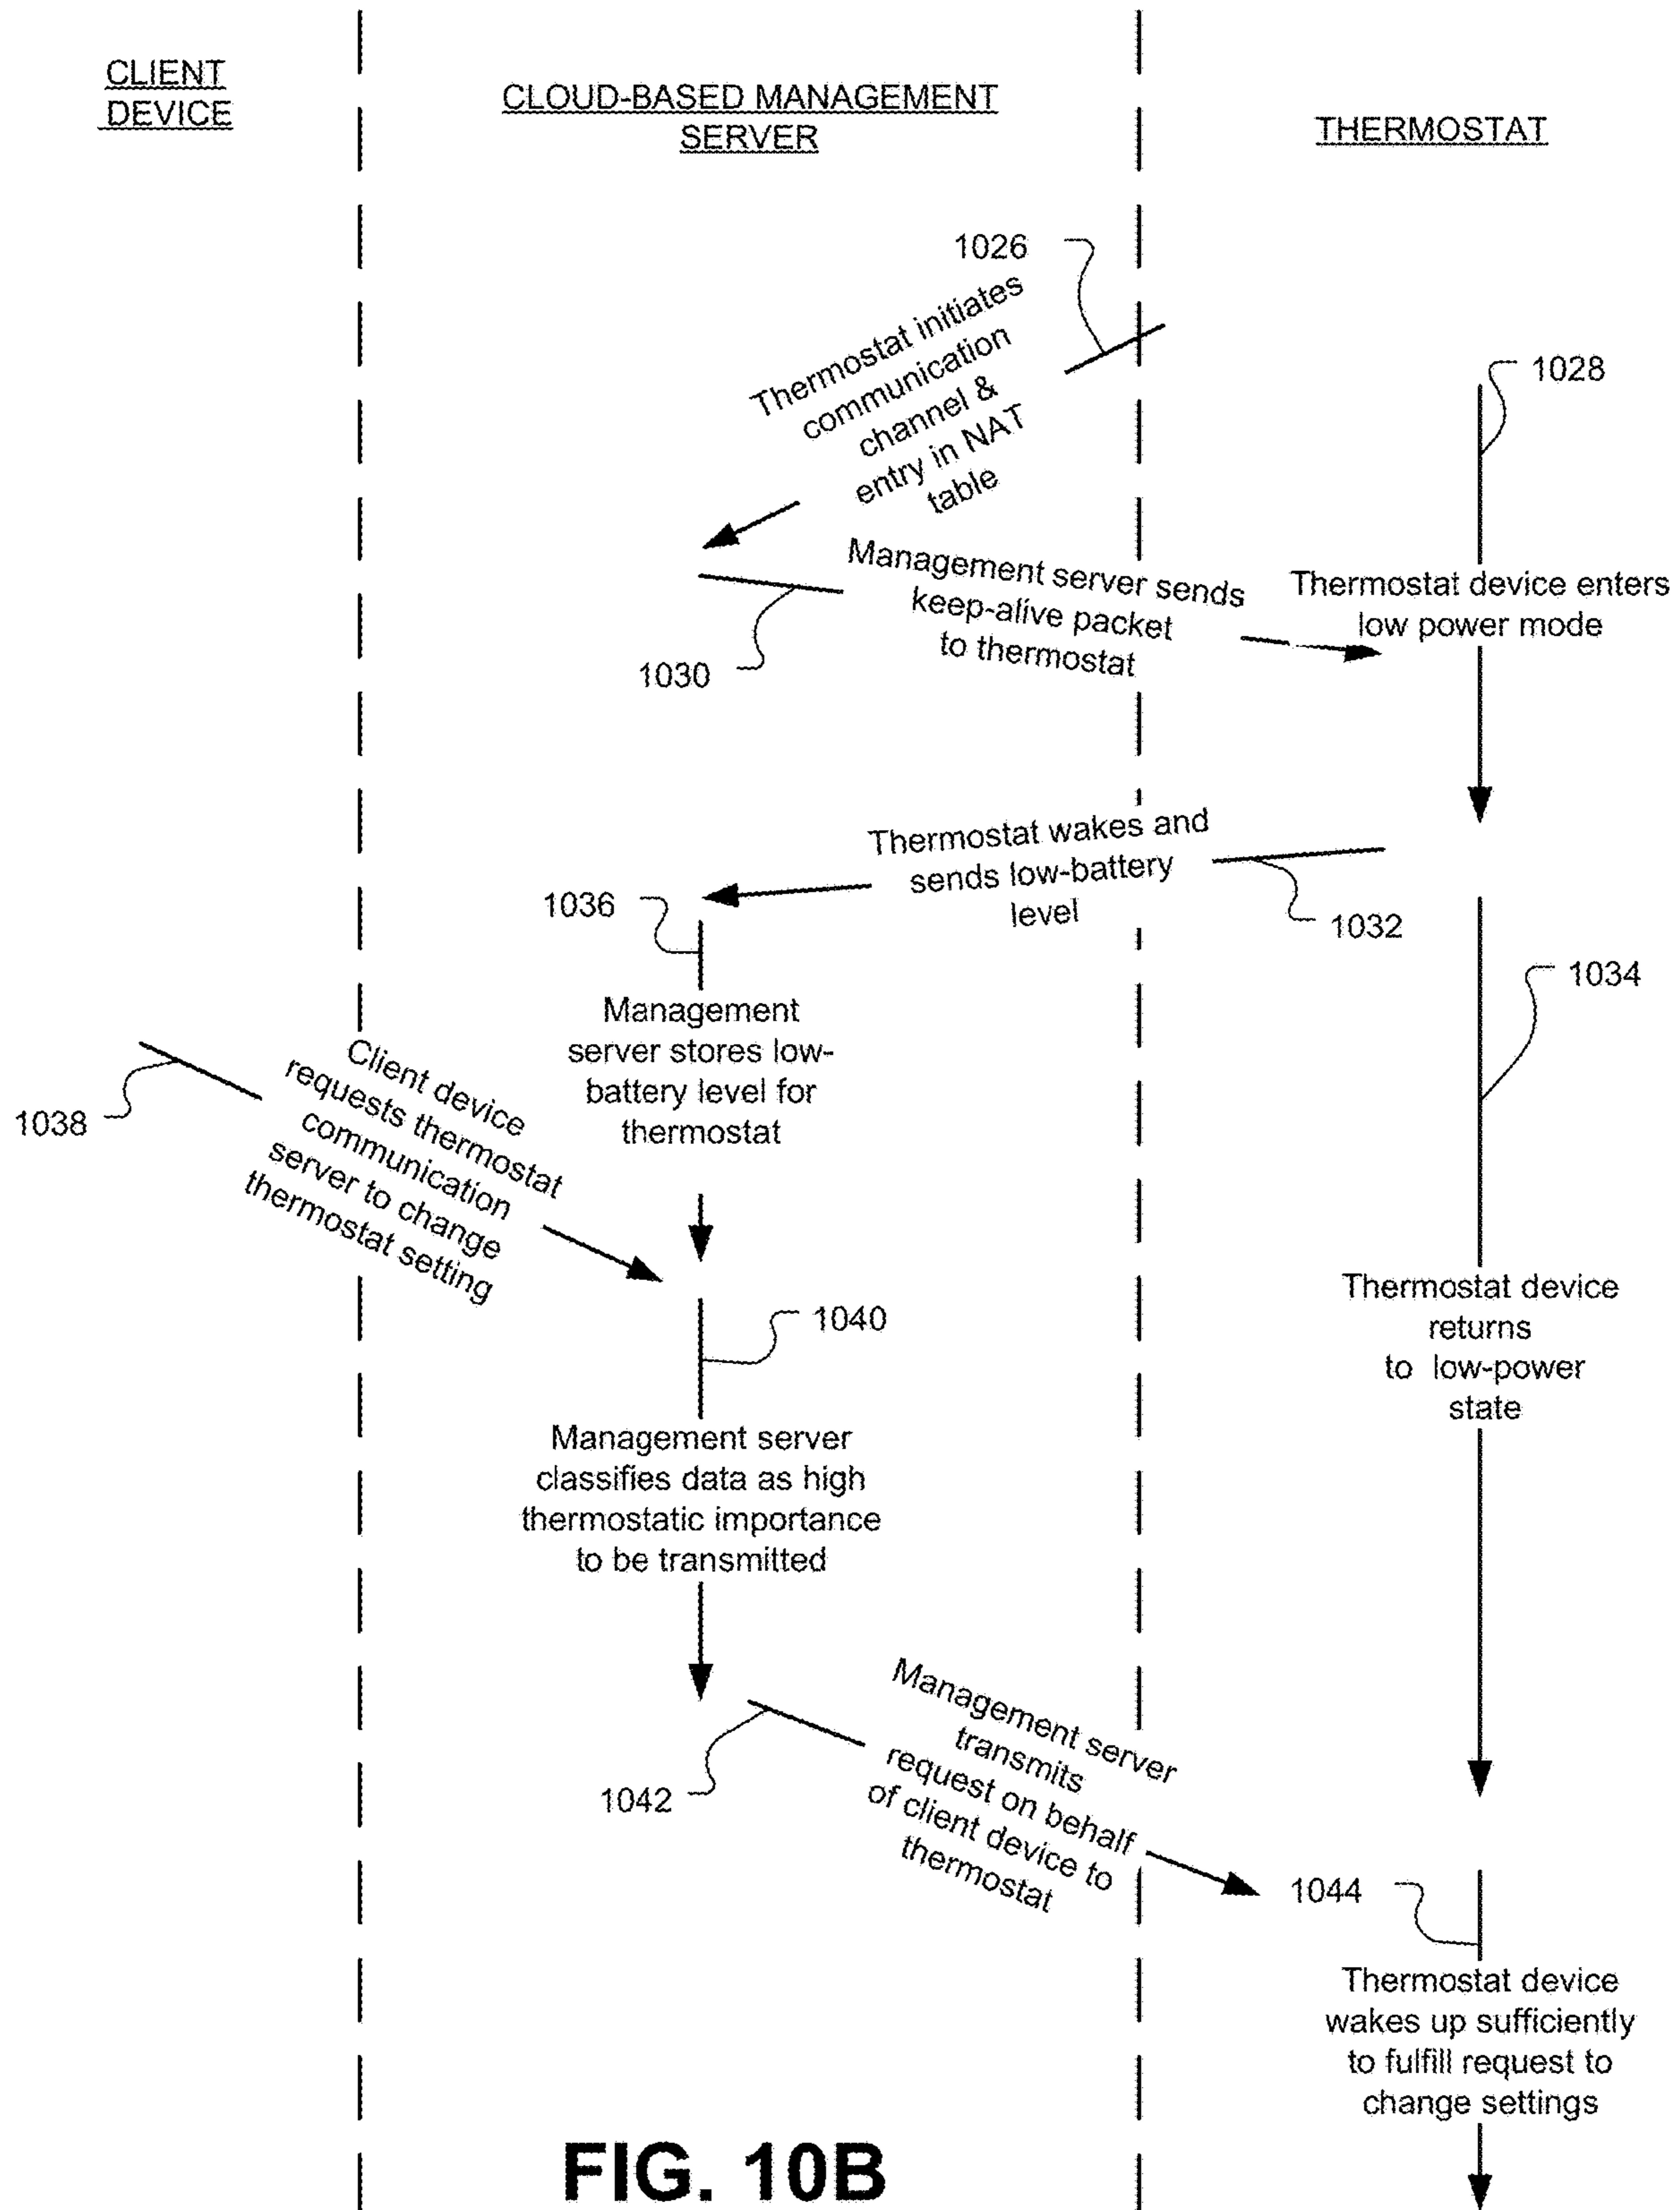 CLIENT
DEVICE
CLOUD-BASED MANAGEMENT
SERVER
THERMOSTAT
1026
Thermostat initiates
communication
channel &
entry in NAT
table
1028
Management server sends
keep-alive packet
to thermostat
1030
Thermostat device enters
low power mode
Thermostat wakes and
sends low-battery
level
1032
1036
Management
server stores low-
battery level for
thermostat
1034
1038
Client device
requests thermostat
communication
server to change
thermostat setting
1040
Thermostat device
returns
to low-power
state
Management server
classifies data as high
thermostatic importance
to be transmitted
1042
Management server
transmits
request on behalf
of client device to
thermostat
1044
Thermostat device
wakes up sufficiently
to fulfill request to
change settings
FIG. 10B